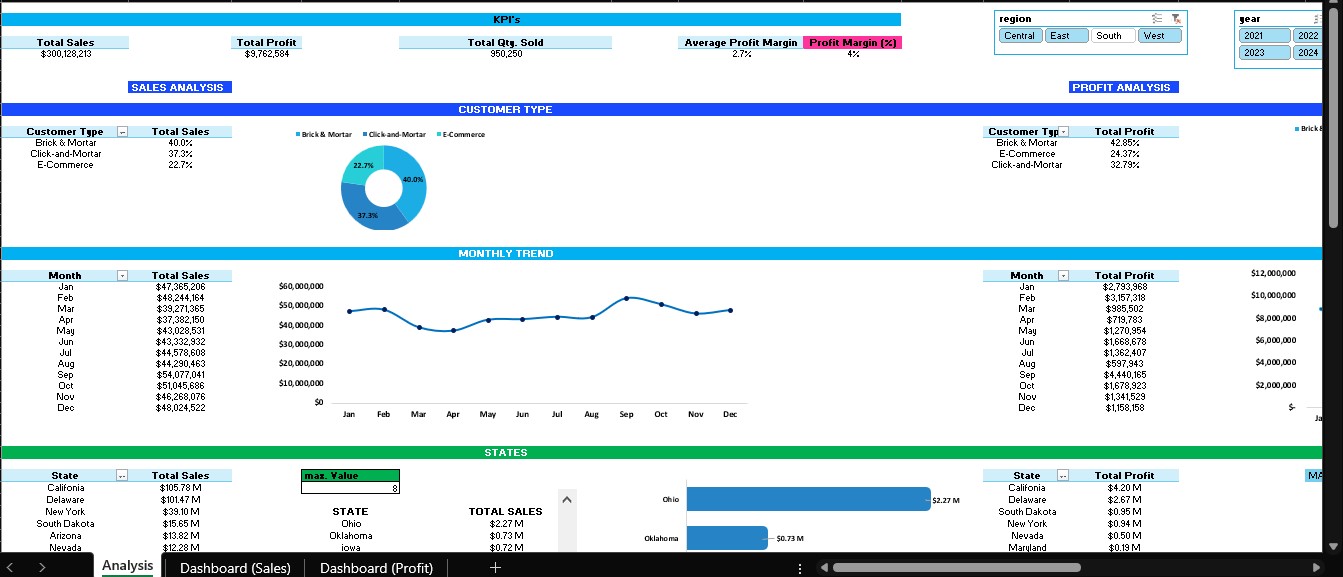 KPI's
region
year
Total Sales Total Profit Total Qty. Sold Average Profit Margin Profit Margin (%)
$300,128,213 $9,762,584 950,250 2.7% 4%
Central East South West
2021 2022
2023 2024
SALES ANALYSIS PROFIT ANALYSIS
CUSTOMER TYPE
Customer Type Total Sales
Brick & Mortar 40.0%
Click-and-Mortar 37.3%
E-Commerce 22.7%
Brick & Mortar Click-and-Mortar E-Commerce
22.7%
40.0%
37.3%
Customer Typ Total Profit
Brick & Mortar 42.85%
E-Commerce 24.37%
Click-and-Mortar 32.79%
Brick &
MONTHLY TREND
Month Total Sales
Jan $47,365,206
Feb $48,244,164
Mar $39,271,365
Apr $37,382,150
May $43,028,531
Jun $43,332,932
Jul $44,578,608
Aug $44,290,463
Sep $54,077,041
Oct $51,045,686
Nov $46,268,076
Dec $48,024,522
$60,000,000
$50,000,000
$40,000,000
$30,000,000
$20,000,000
$10,000,000
$0
Jan Feb Mar Apr May Jun Jul Aug Sep Oct Nov Dec
Month Total Profit
Jan $2,793,968
Feb $3,157,318
Mar $985,502
Apr $719,783
May $1,270,954
Jun $1,668,678
Jul $1,362,407
Aug $597,943
Sep $4,440,165
Oct $1,678,923
Nov $1,341,529
Dec $1,158,158
$12,000,000
$10,000,000
$8,000,000
$6,000,000
$4,000,000
$2,000,000
$-
Ja
STATES
State Total Sales
Califonia $105.78 M
Delaware $101.47 M
New York $39.10 M
South Dakota $15.65 M
Arizona $13.82 M
Nevada $12.28 M
max. Value
8
STATE TOTAL SALES
Ohio $2.27 M
Oklahoma $0.73 M
iowa $0.72 M
Ohio $2.27 M
Oklahoma $0.73 M
State Total Profit
Califonia $4.20 M
Delaware $2.67 M
South Dakota $0.95 M
New York $0.94 M
Nevada $0.50 M
Maryland $0.19 M
MA
Analysis Dashboard (Sales) Dashboard (Profit)